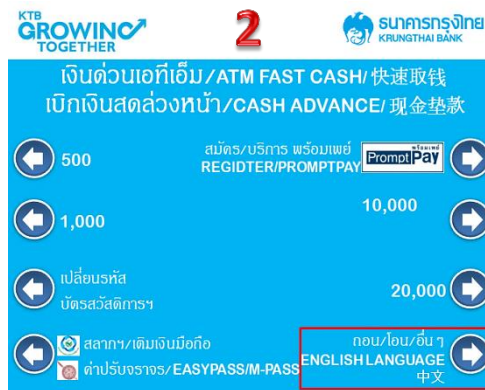 KTB
GROWING
TOGETHER
2
ธนาคารกรุงไทย
KRUNGTHAI BANK
เงินด่วนเอทีเอ็ม/ATM FAST CASH/快速取钱
เบิกเงินสดล่วงหน้า/CASH ADVANCE/现金垫款
500
สมัคร/บริการ พร้อมเพย์
REGIDTER/PROMPTPAY
พร้อมเพย์
Prompt Pay
1,000
10,000
เปลี่ยนรหัส
บัตรสวัสดิการฯ
20,000
สลากฯ/เติมเงินมือถือ
ค่าปรับจราจร/EASYPASS/M-PASS
ถอน/โอน/อื่น ๆ
ENGLISH LANGUAGE
中文